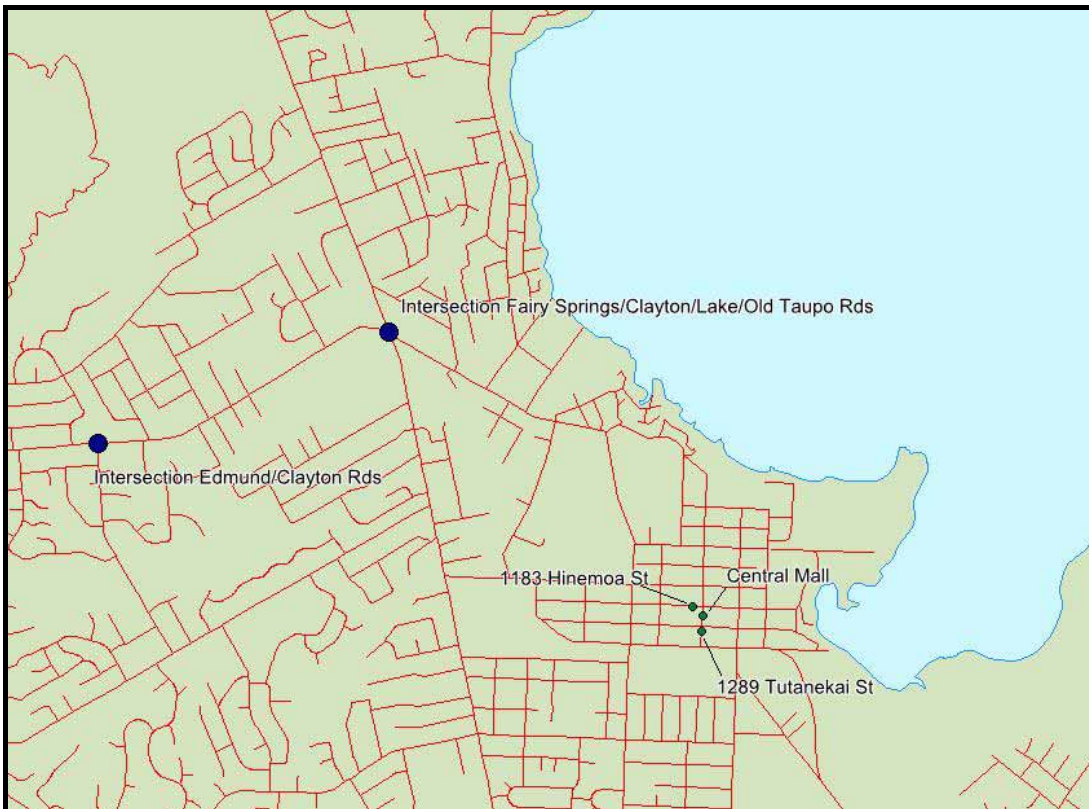 Intersection Fairy Springs/Clayton/Lake/Old Taupo Rds
Intersection Edmund/Clayton Rds
1183 Hinemoa St
Central Mall
1289 Tutanekai St